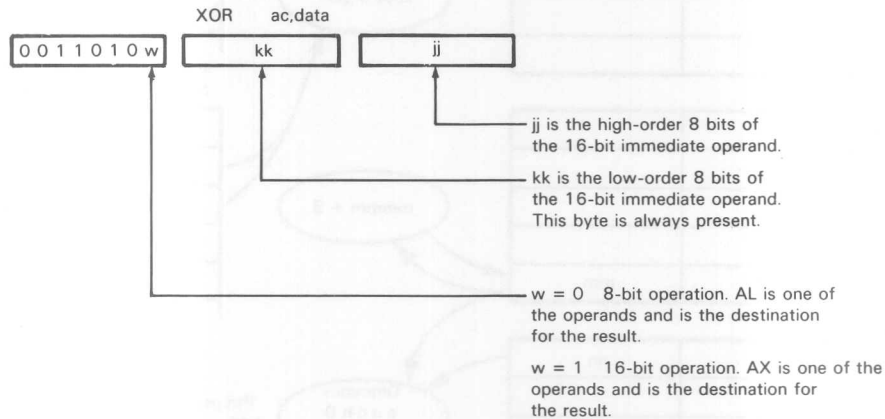 XOR ac,data
0 0 1 1 0 1 0 w kk jj
jj is the high-order 8 bits of
the 16-bit immediate operand.
kk is the low-order 8 bits of
the 16-bit immediate operand.
This byte is always present.
w = 0 8-bit operation. AL is one of
the operands and is the destination
for the result.
w = 1 16-bit operation. AX is one of the
operands and is the destination for
the result.